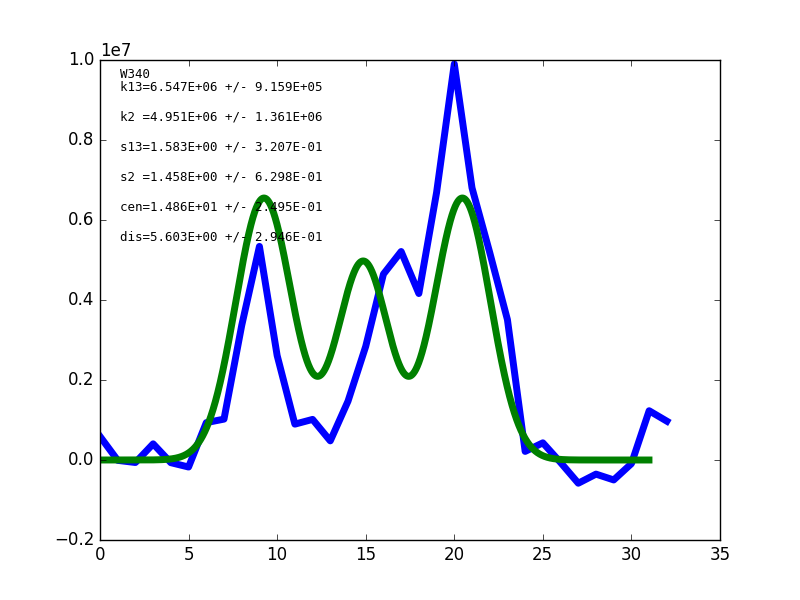 1e7
W340
k13=6.547E+06 +/- 9.159E+05
k2 =4.951E+06 +/- 1.361E+06
s13=1.583E+00 +/- 3.207E-01
s2 =1.458E+00 +/- 6.298E-01
cen=1.486E+01 +/- 2.495E-01
dis=5.603E+00 +/- 2.946E-01
1.0
0.8
0.6
0.4
0.2
0.0
−0.2
0 5 10 15 20 25 30 35